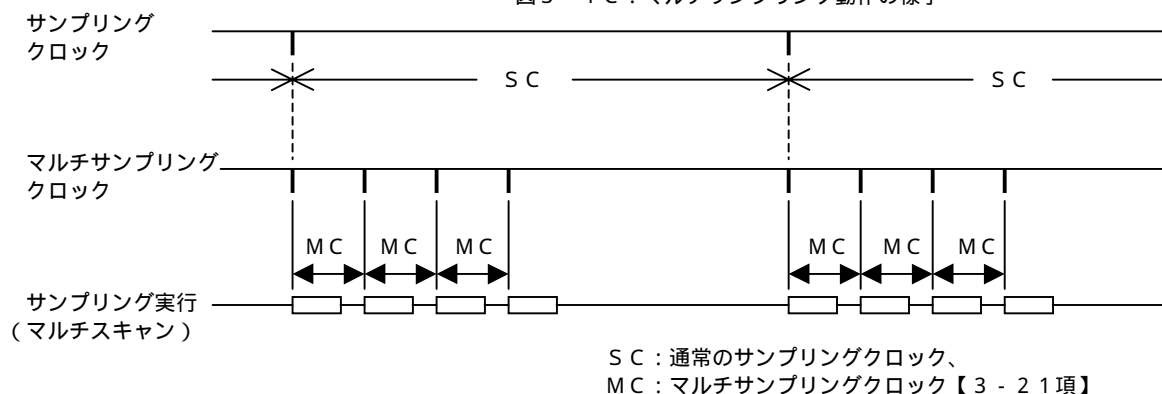 サンプリング
クロック
ＳＣ
ＳＣ
マルチサンプリング
クロック
ＭＣ ＭＣ ＭＣ
ＭＣ ＭＣ ＭＣ
サンプリング実行
（マルチスキャン）
ＳＣ：通常のサンプリングクロック、
ＭＣ：マルチサンプリングクロック【３‐２１項】